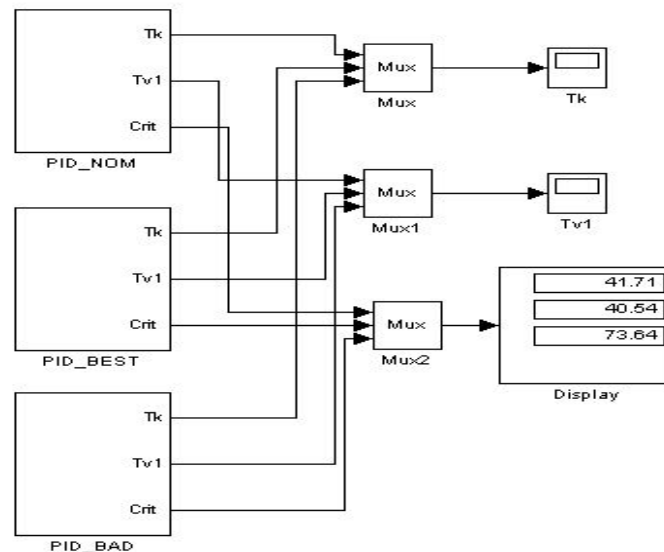 Tk
Tv1
Crit
PID_NOM
Tk
Tv1
Crit
PID_BEST
Tk
Tv1
Crit
PID_BAD
Mux
Mux
Mux
Mux1
Mux
Mux2
Tk
Tv1
41.71
40.54
73.64
Display